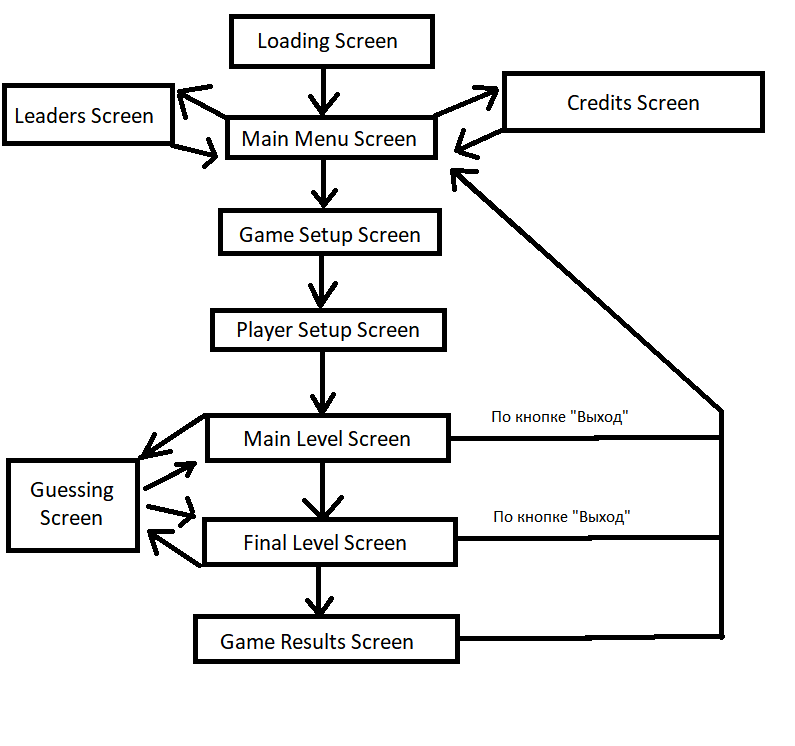 Loading Screen
Leaders Screen
Credits Screen
Main Menu Screen
Game Setup Screen
Player Setup Screen
По кнопке "Выход"
Main Level Screen
Guessing
Screen
По кнопке "Выход"
Final Level Screen
Game Results Screen